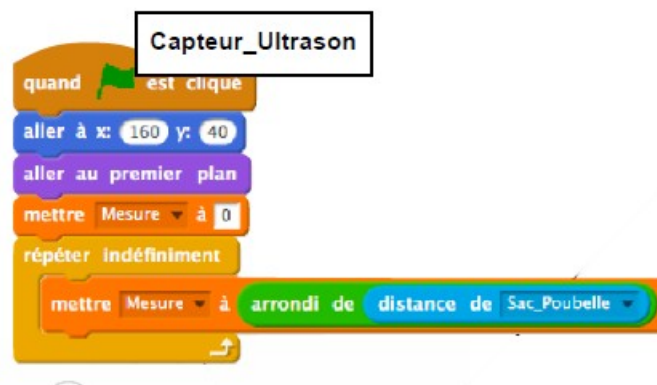 Capteur_Ultrason
quand est cliqué
aller à x: 160 y: 40
aller au premier plan
mettre Mesure à 0
répéter indéfiniment
mettre Mesure à arrondi de distance de Sac_Poubelle